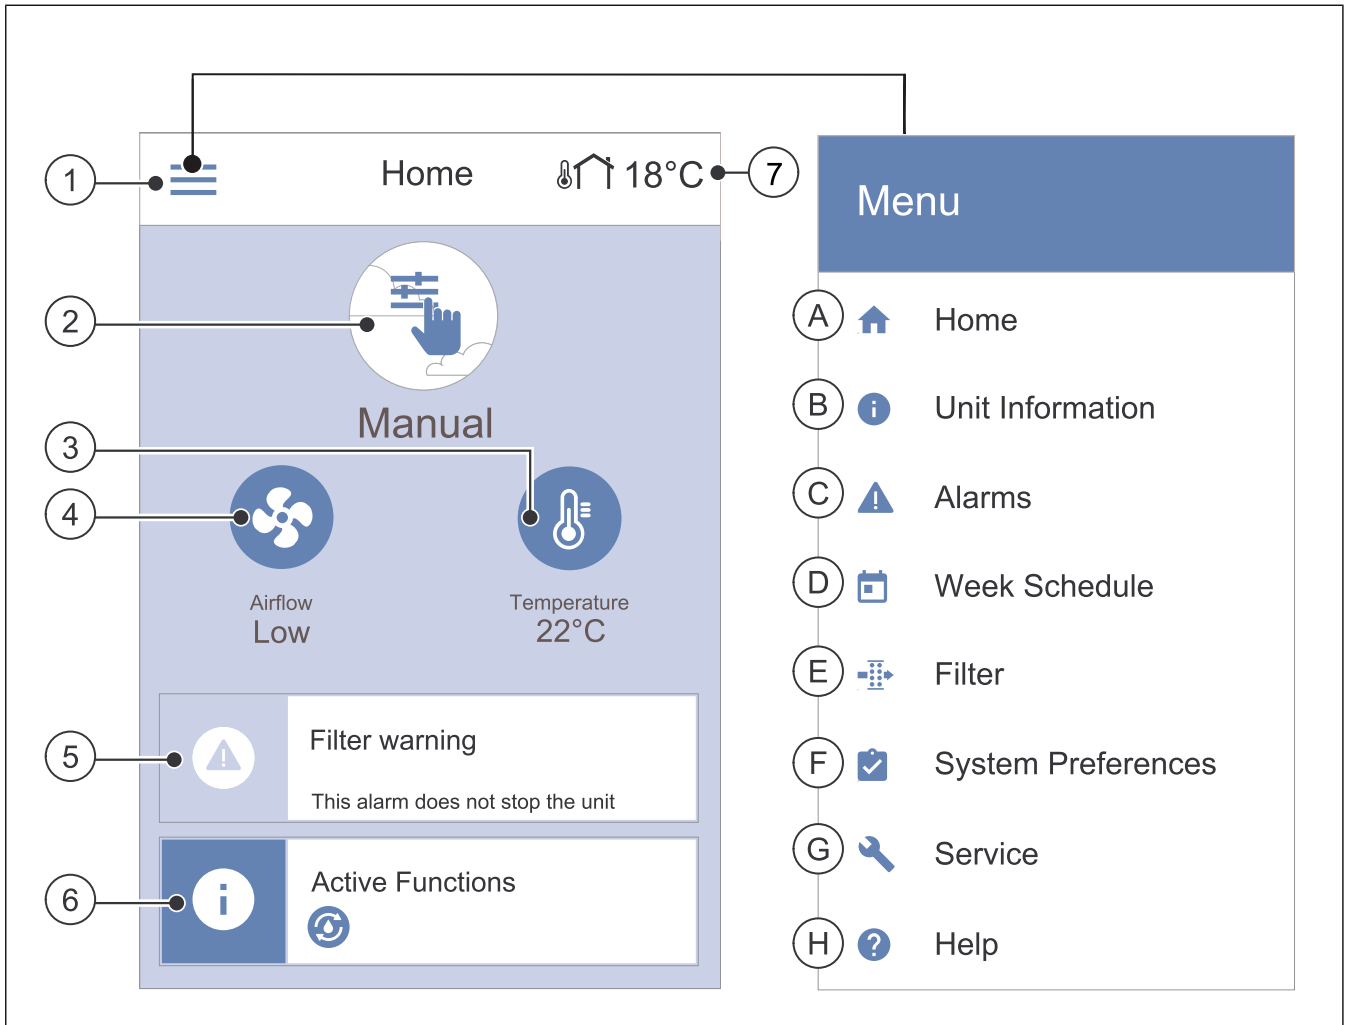 1
Home
18°C
7
2
Manual
3
4
Airflow
Low
Temperature
22°C
5
Filter warning
This alarm does not stop the unit
6
Active Functions
Menu
A Home
B Unit Information
C Alarms
D Week Schedule
E Filter
F System Preferences
G Service
H Help